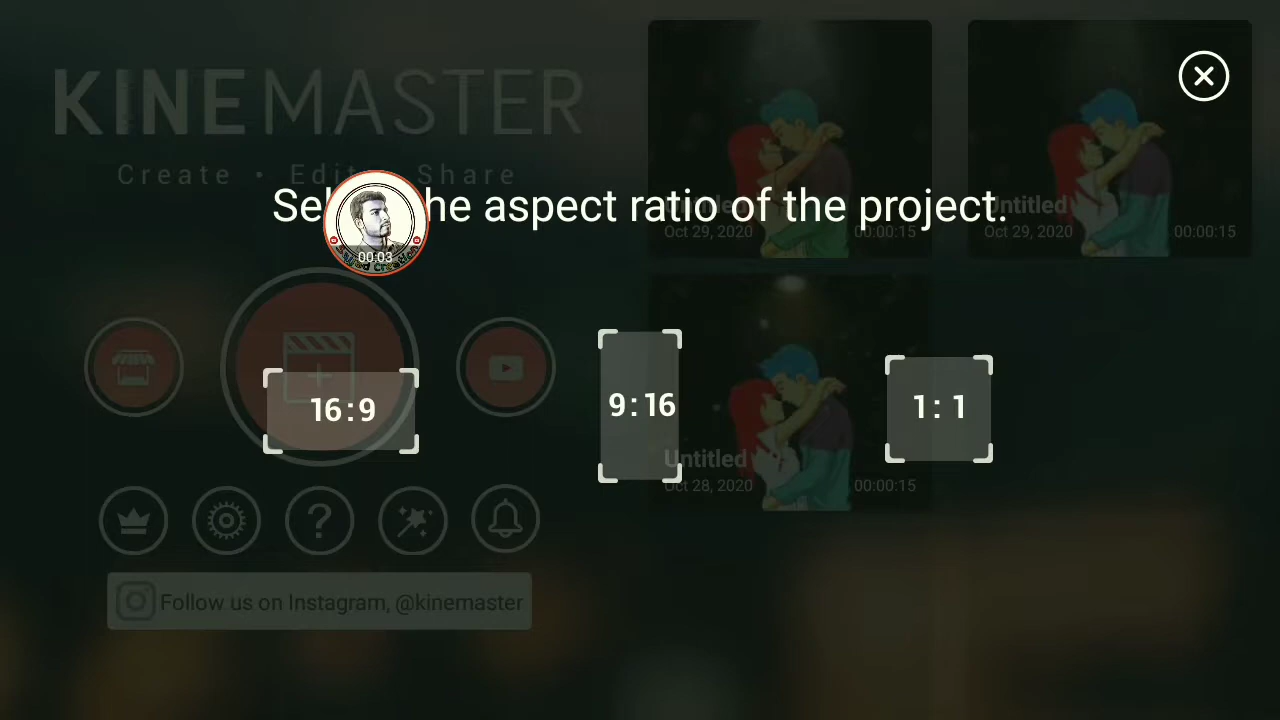 KINEMASTER
Create • Edit • Share
Select the aspect ratio of the project.
00:03
Untitled
Oct 29, 2020 00:00:15
Untitled
Oct 29, 2020 00:00:15
16:9
9:16
1:1
Untitled
Oct 28, 2020 00:00:15
?
Follow us on Instagram, @kinemaster